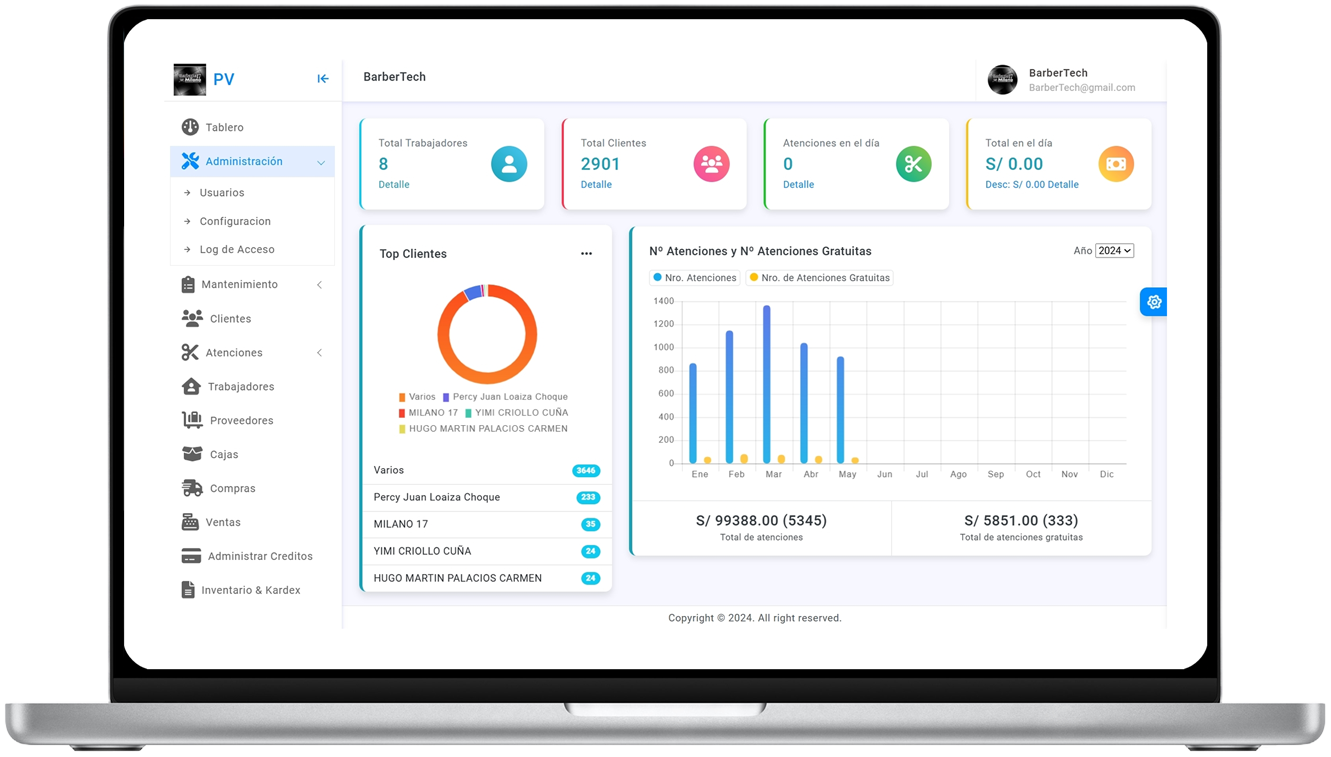 PV
BarberTech
BarberTech
BarberTech@gmail.com
Tablero
Administración
Usuarios
Configuracion
Log de Acceso
Mantenimiento
Clientes
Atenciones
Trabajadores
Proveedores
Cajas
Compras
Ventas
Administrar Creditos
Inventario & Kardex
Total Trabajadores
8
Detalle
Total Clientes
2901
Detalle
Atenciones en el día
0
Detalle
Total en el día
S/ 0.00
Desc: S/ 0.00 Detalle
Top Clientes
Varios Percy Juan Loaiza Choque
MILANO 17 YIMI CRIOLLO CUÑA
HUGO MARTIN PALACIOS CARMEN
Varios 3646
Percy Juan Loaiza Choque 233
MILANO 17 35
YIMI CRIOLLO CUÑA 24
HUGO MARTIN PALACIOS CARMEN 24
Nº Atenciones y Nº Atenciones Gratuitas
Año 2024
Nro. Atenciones Nro. de Atenciones Gratuitas
1400
1200
1000
800
600
400
200
0
Ene Feb Mar Abr May Jun Jul Ago Sep Oct Nov Dic
S/ 99388.00 (5345)
Total de atenciones
S/ 5851.00 (333)
Total de atenciones gratuitas
Copyright © 2024. All right reserved.